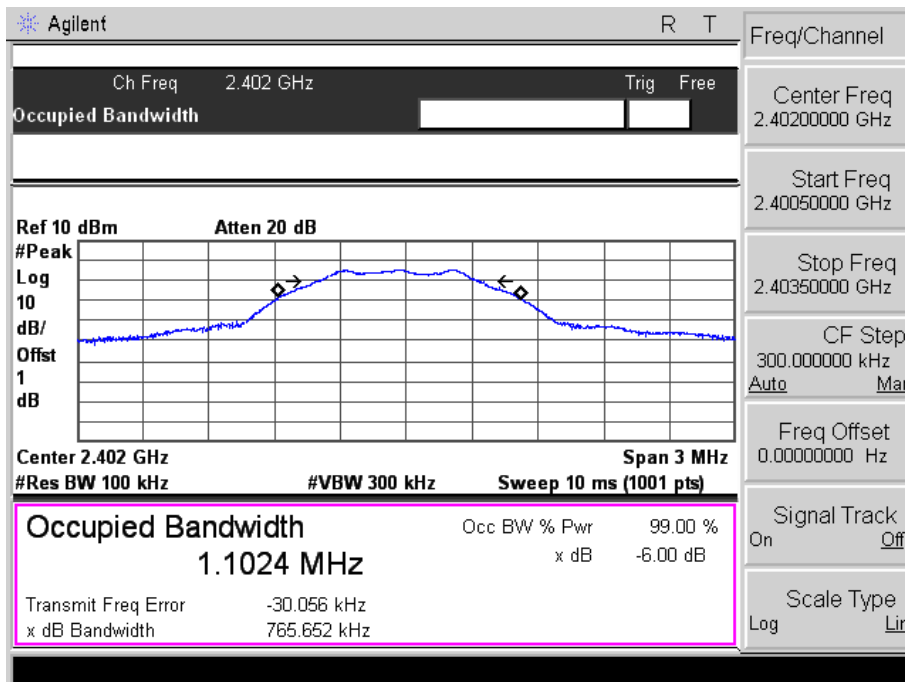 Agilent R T
Freq/Channel
Ch Freq 2.402 GHz Trig Free
Occupied Bandwidth
Center Freq
2.40200000 GHz
Start Freq
2.40050000 GHz
Stop Freq
2.40350000 GHz
CF Step
300.000000 kHz
Auto Mar
Freq Offset
0.00000000 Hz
Signal Track
On Off
Scale Type
Log Lin
Ref 10 dBm Atten 20 dB
#Peak
Log
10
dB/
Offst
1
dB
Center 2.402 GHz Span 3 MHz
#Res BW 100 kHz #VBW 300 kHz Sweep 10 ms (1001 pts)
Occupied Bandwidth
1.1024 MHz
Occ BW % Pwr 99.00 %
x dB -6.00 dB
Transmit Freq Error -30.056 kHz
x dB Bandwidth 765.652 kHz